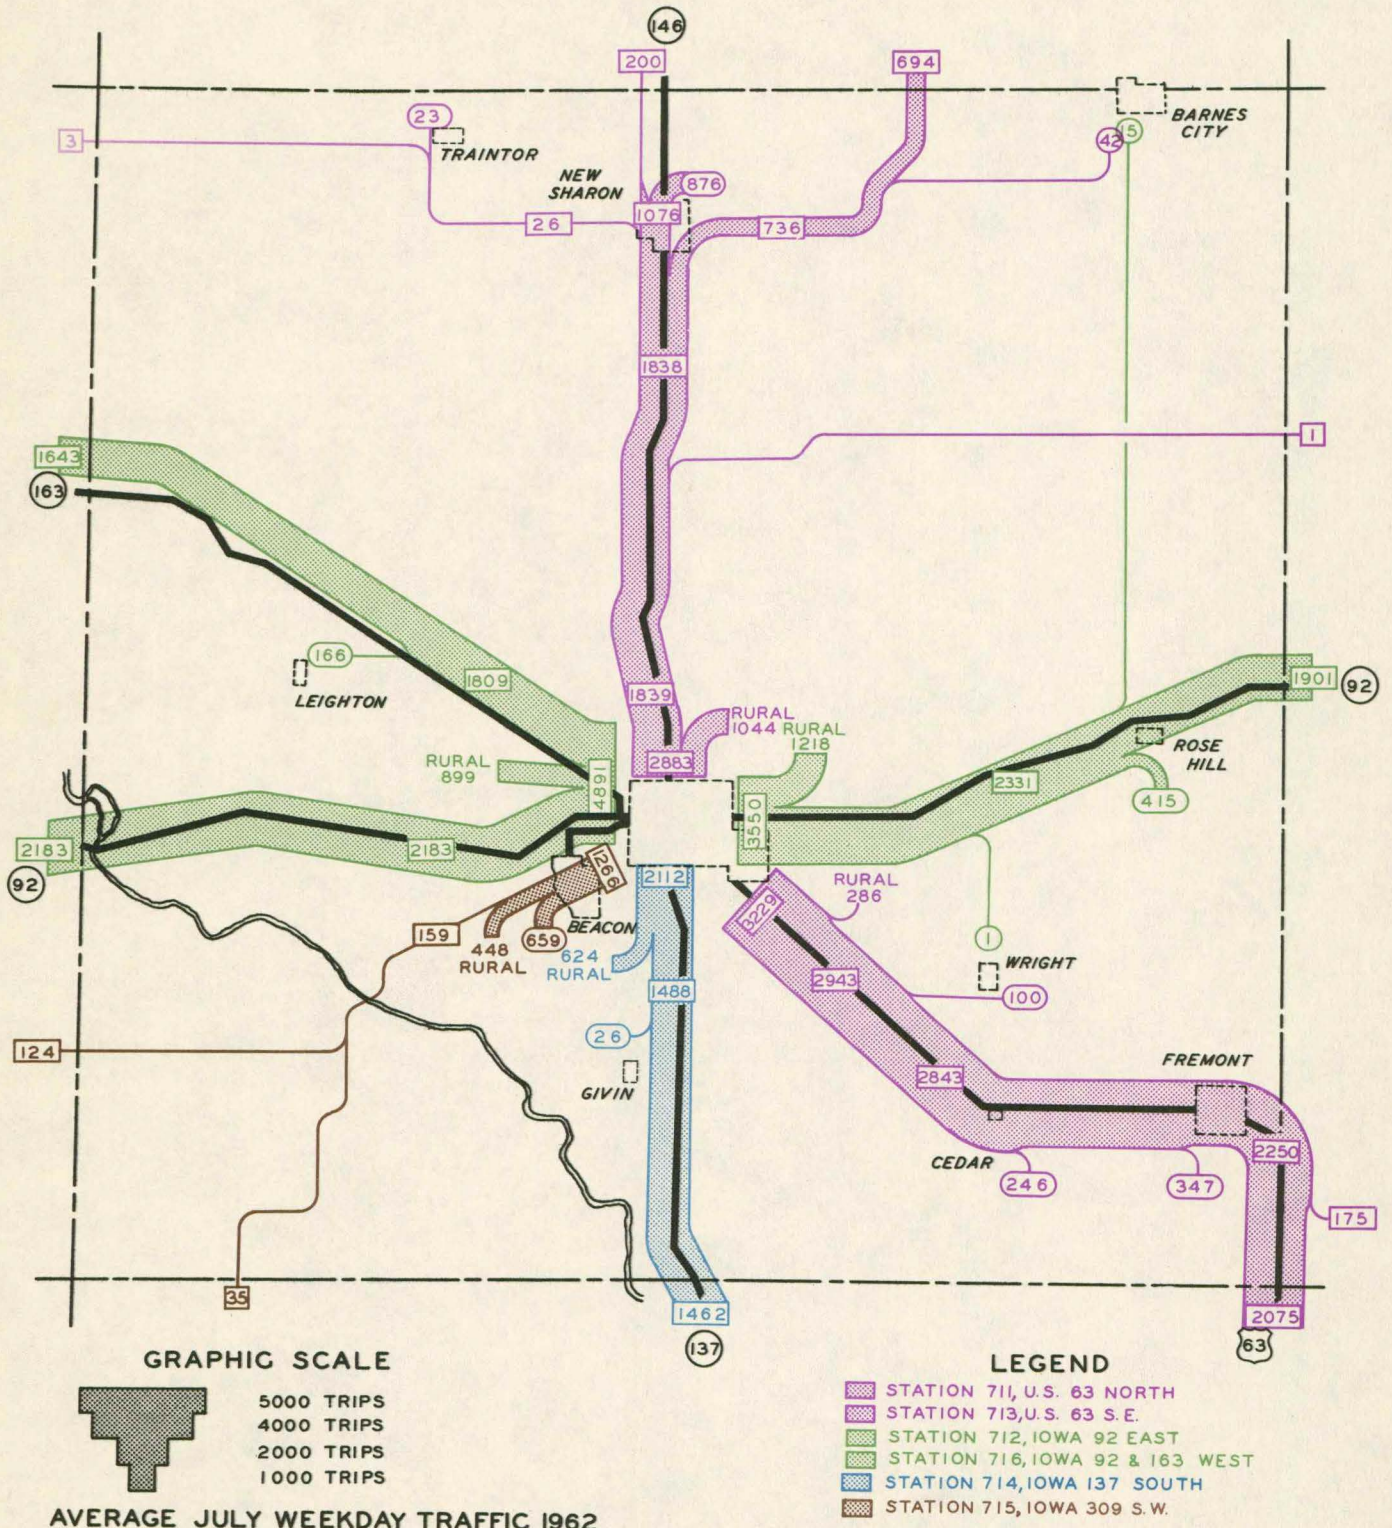 146
200
694
BARNES
CITY
23
3
TRAINTOR
42
15
NEW
SHARON
876
1076
26
736
1838
1
1643
163
166
1809
LEIGHTON
1839
RURAL
1044
RURAL
1218
1901
92
ROSE
HILL
2883
RURAL
899
4891
2331
415
3550
2183
2183
92
1266
2112
RURAL
286
3229
159
BEACON
448
RURAL
659
624
RURAL
1
WRIGHT
2943
1488
100
26
124
GIVIN
2843
FREMONT
CEDAR
246
347
2250
175
35
1462
2075
137
63
GRAPHIC SCALE
5000 TRIPS
4000 TRIPS
2000 TRIPS
1000 TRIPS
AVERAGE JULY WEEKDAY TRAFFIC 1962
LEGEND
STATION 711, U.S. 63 NORTH
STATION 713, U.S. 63 S.E.
STATION 712, IOWA 92 EAST
STATION 716, IOWA 92 & 163 WEST
STATION 714, IOWA 137 SOUTH
STATION 715, IOWA 309 S.W.